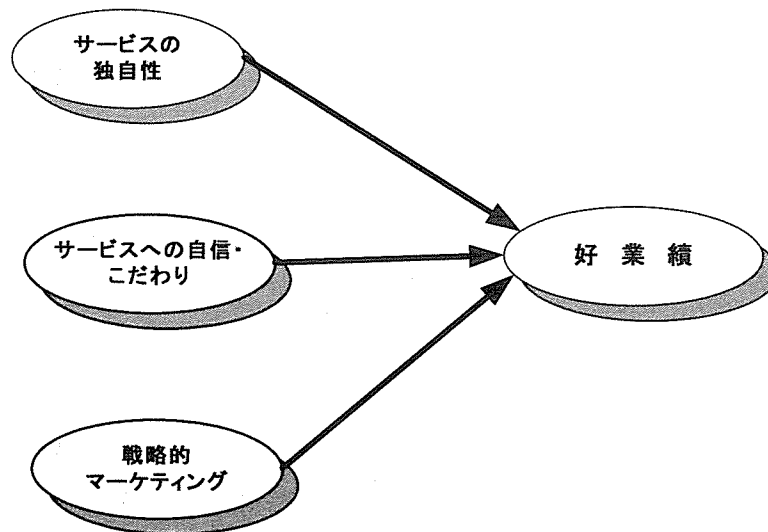 サービスの
独自性
サービスへの自信・
こだわり
好 業 績
戦略的
マーケティング